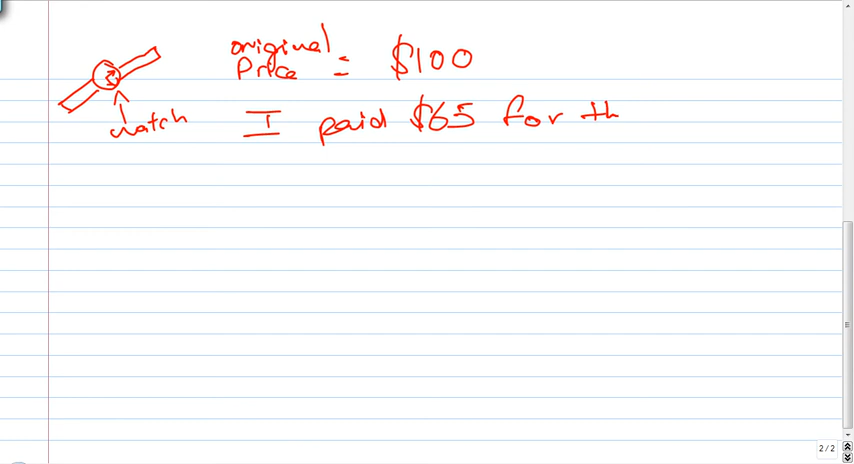 original
Price = $100
watch
I paid $65 for th
2 / 2